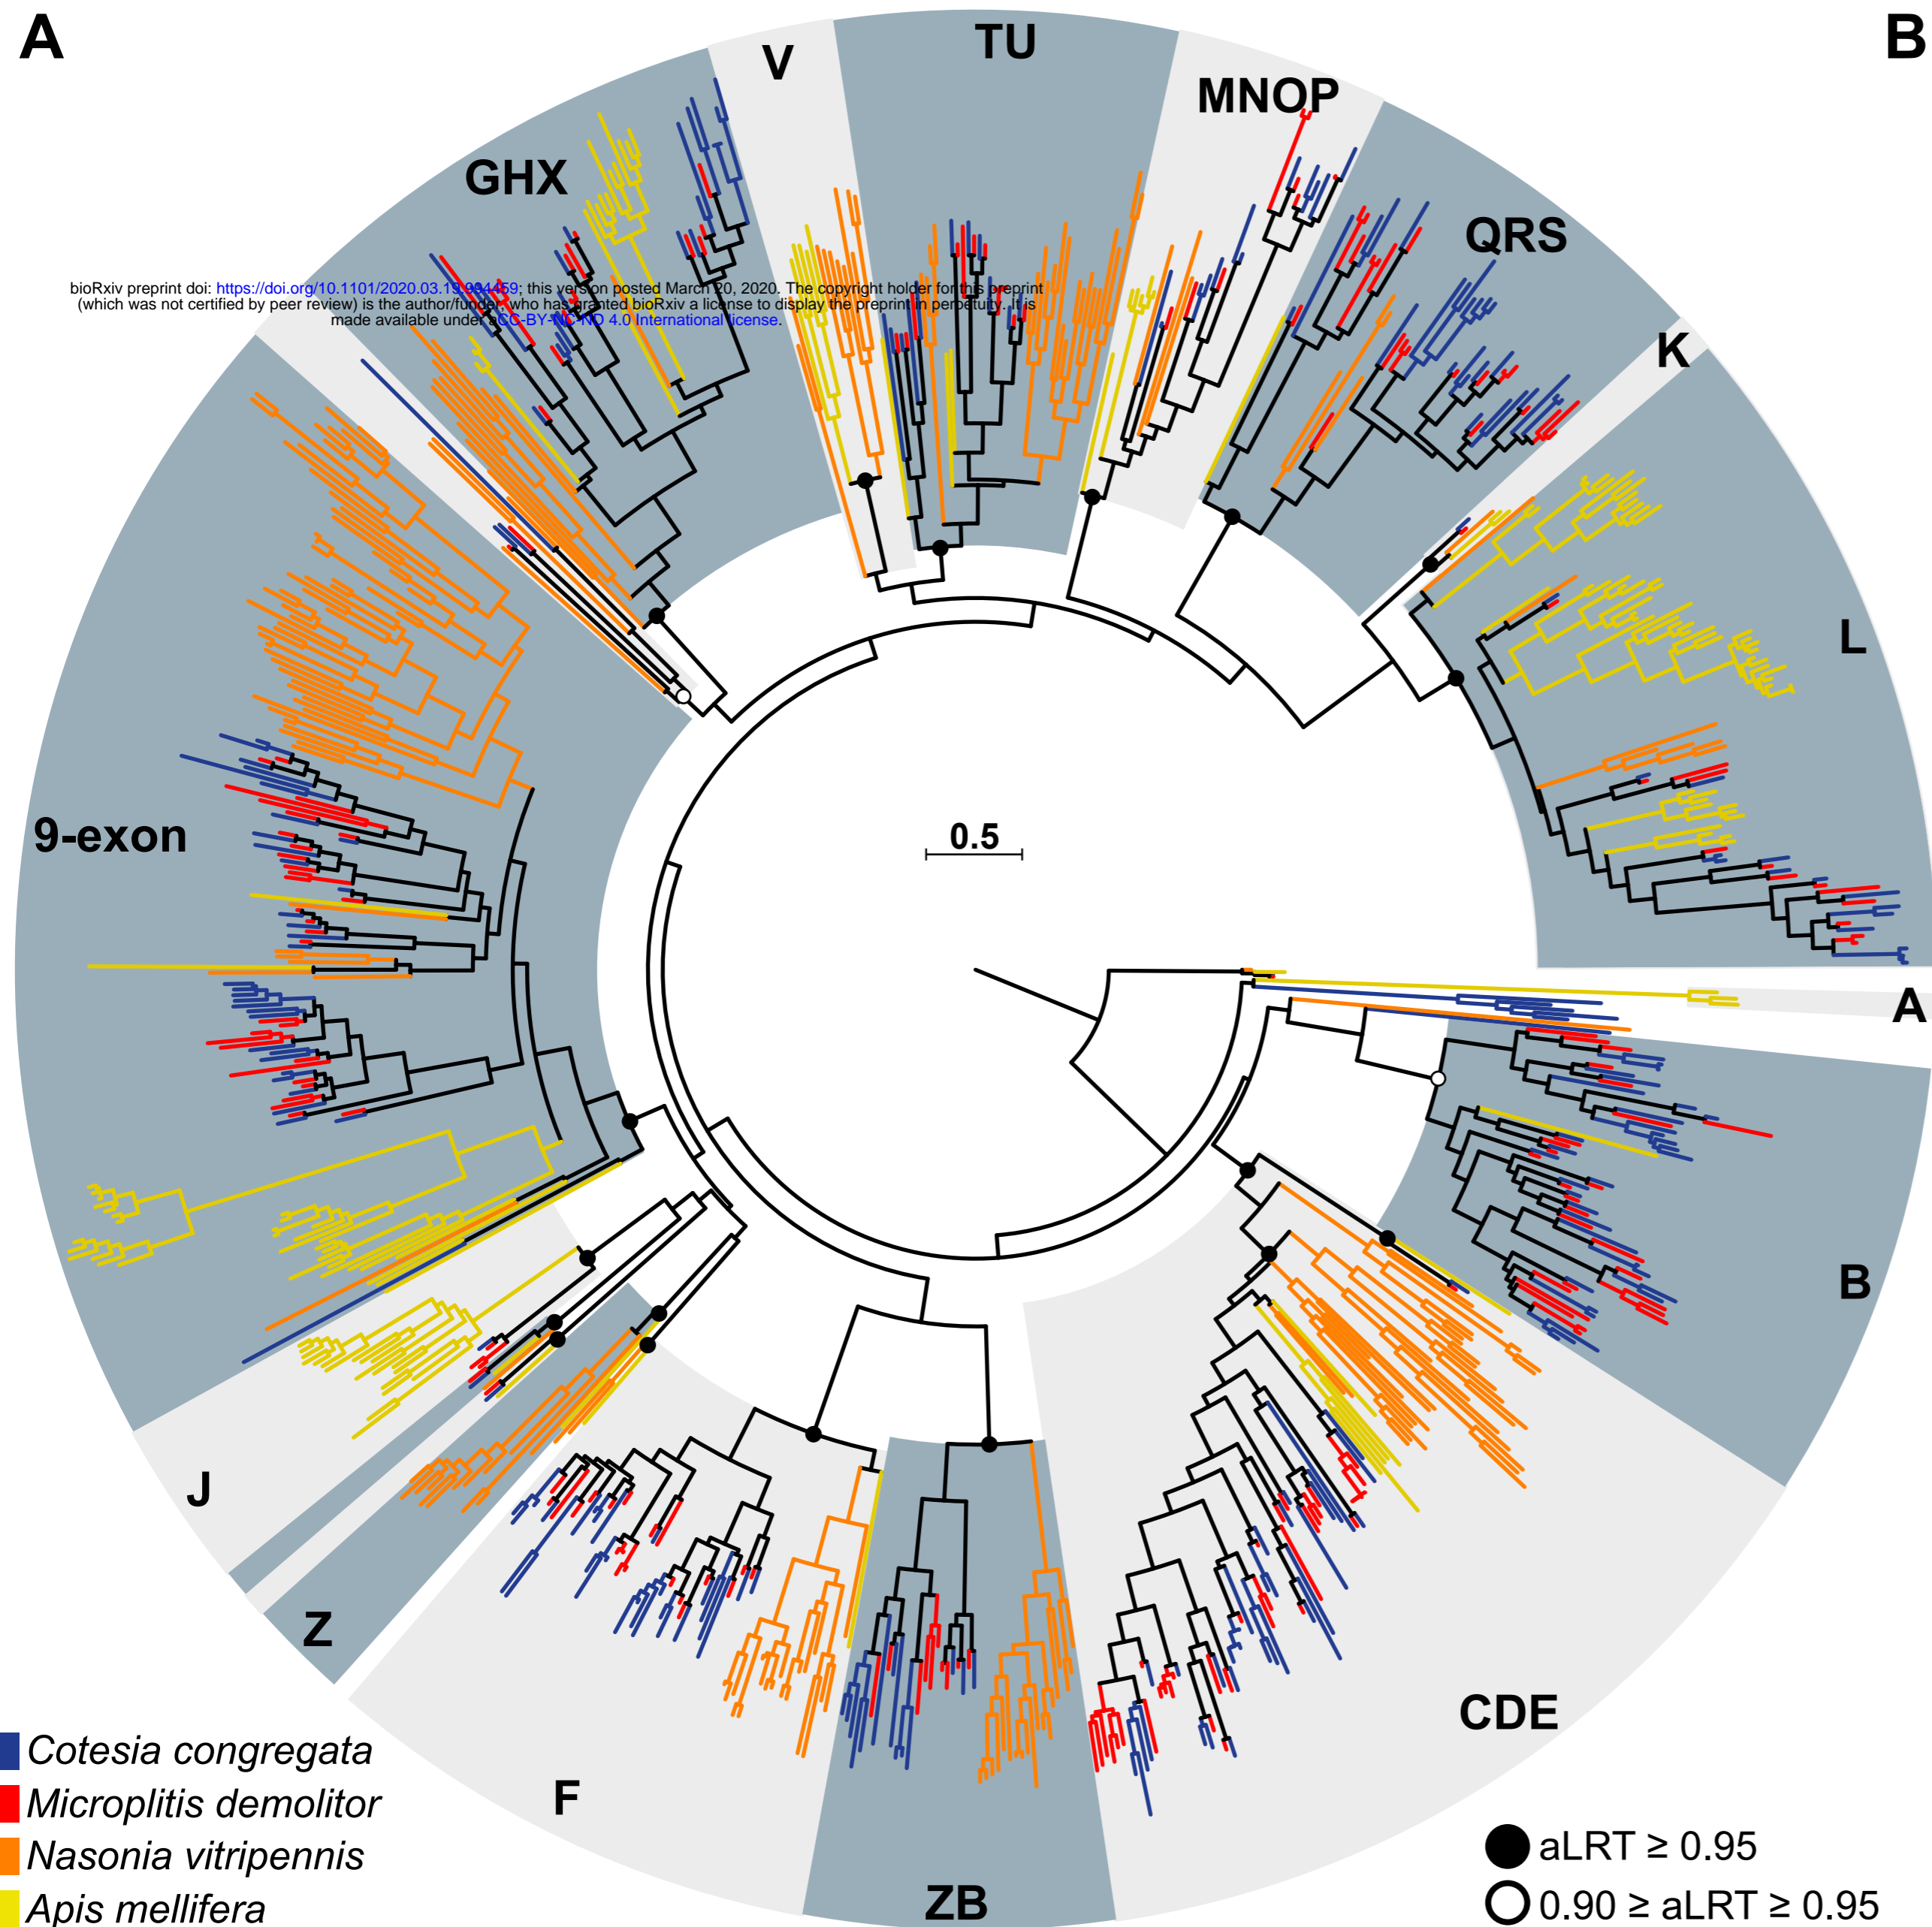 A
B
V
TU
MNOP
GHX
QRS
bioRxiv preprint doi: https://doi.org/10.1101/2020.03.19.994459; this version posted March 20, 2020. The copyright holder for this preprint
(which was not certified by peer review) is the author/funder, who has granted bioRxiv a license to display the preprint in perpetuity. It is
made available under aCC-BY-NC-ND 4.0 International license.
K
L
9-exon
0.5
A
B
J
Z
CDE
F
ZB
Cotesia congregata
Microplitis demolitor
Nasonia vitripennis
Apis mellifera
aLRT ≥ 0.95
0.90 ≥ aLRT ≥ 0.95